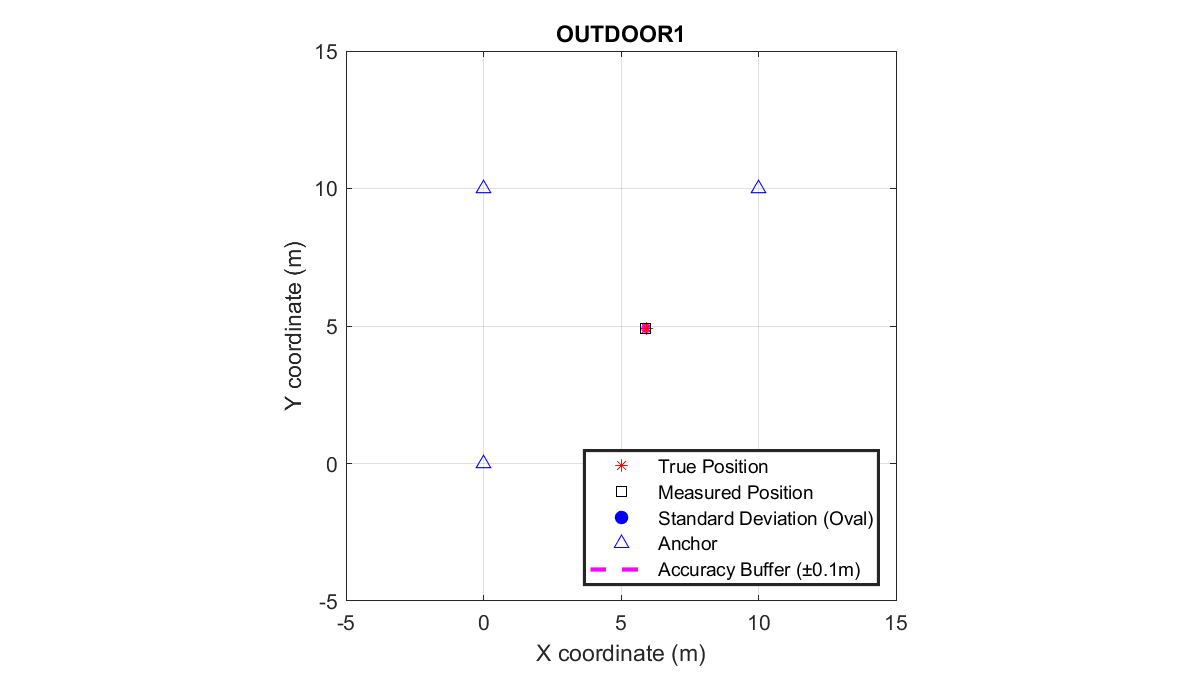 OUTDOOR1
15
10
5
0
-5
-5 0 5 10 15
Y coordinate (m)
X coordinate (m)
True Position
Measured Position
Standard Deviation (Oval)
Anchor
Accuracy Buffer (±0.1m)